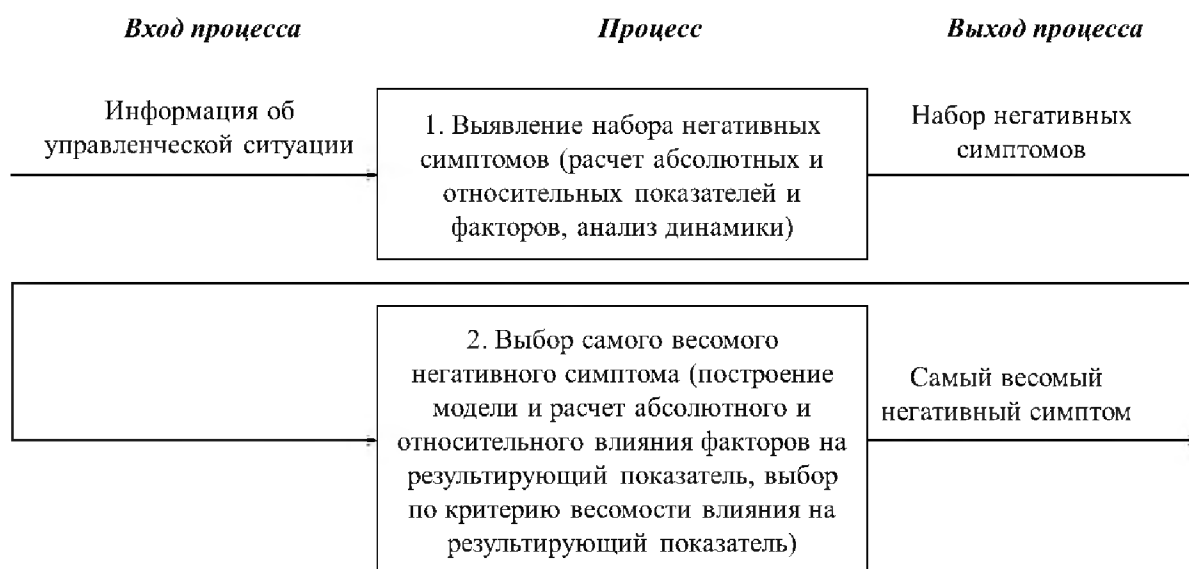 Вход процесса
Процесс
Выход процесса
Информация об
управленческой ситуации
1. Выявление набора негативных
симптомов (расчет абсолютных и
относительных показателей и
факторов, анализ динамики)
Набор негативных
симптомов
2. Выбор самого весомого
негативного симптома (построение
модели и расчет абсолютного и
относительного влияния факторов на
результирующий показатель, выбор
по критерию весомости влияния на
результирующий показатель)
Самый весомый
негативный симптом